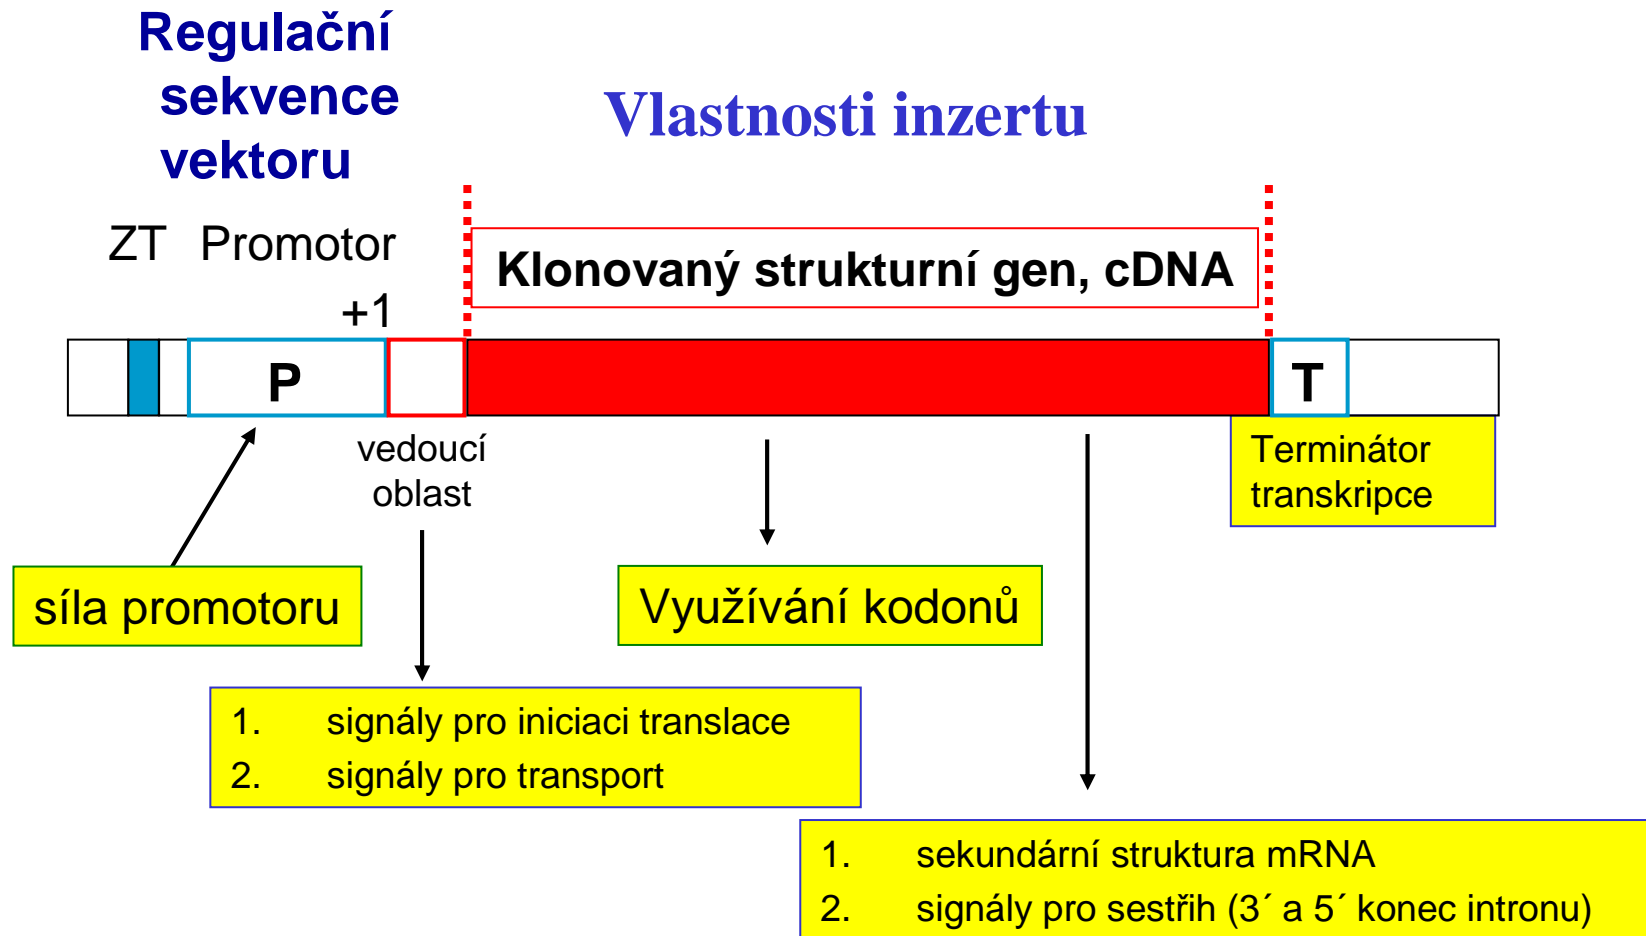 Regulační
sekvence
vektoru
Vlastnosti inzertu
ZT Promotor
+1
Klonovaný strukturní gen, cDNA
P
T
vedoucí
oblast
Terminátor
transkripce
síla promotoru
Využívání kodonů
1. signály pro iniciaci translace
2. signály pro transport
1. sekundární struktura mRNA
2. signály pro sestřih (3´ a 5´ konec intronu)